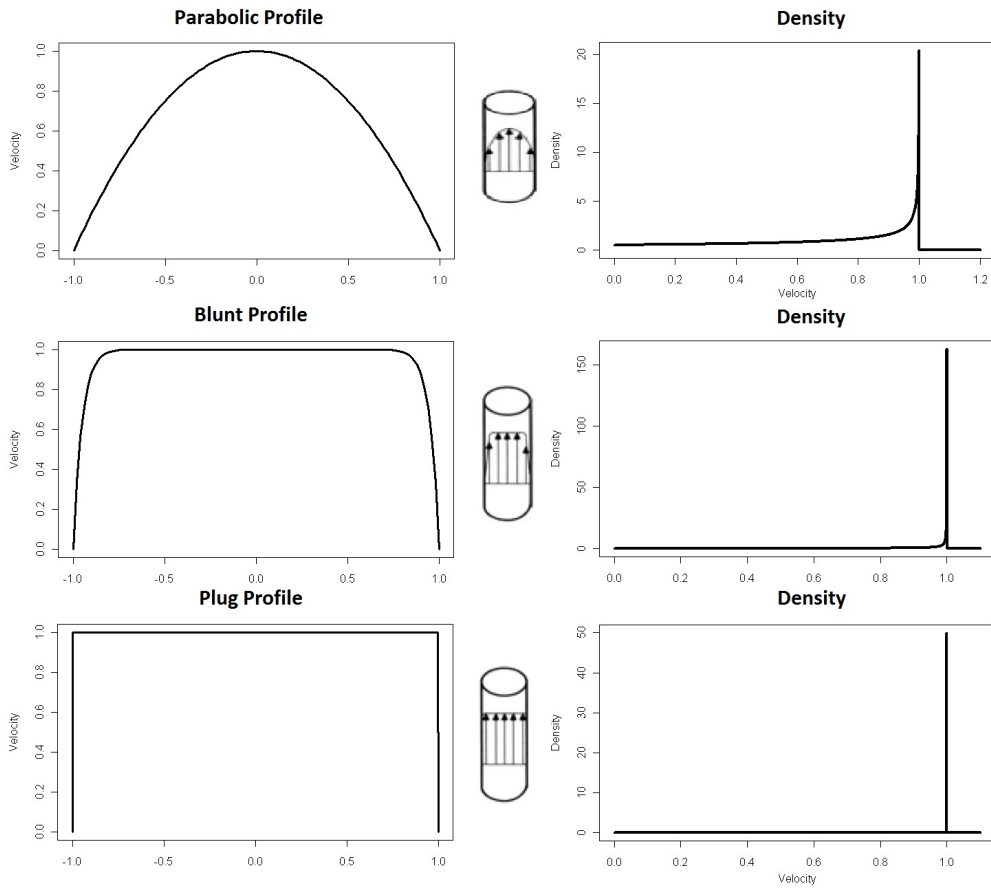 Parabolic Profile
Velocity
0.0 0.2 0.4 0.6 0.8 1.0
-1.0 -0.5 0.0 0.5 1.0
Density
Density
0 5 10 15 20
0.0 0.2 0.4 0.6 0.8 1.0 1.2
Velocity
Blunt Profile
Velocity
0.0 0.2 0.4 0.6 0.8 1.0
-1.0 -0.5 0.0 0.5 1.0
Density
Density
0 50 100 150
0.0 0.2 0.4 0.6 0.8 1.0
Plug Profile
Velocity
0.0 0.2 0.4 0.6 0.8 1.0
-1.0 -0.5 0.0 0.5 1.0
Density
Density
0 10 20 30 40 50
0.0 0.2 0.4 0.6 0.8 1.0
Velocity